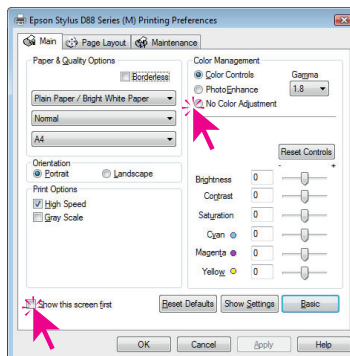 Epson Stylus D88 Series (M) Printing Preferences
Main
Page Layout
Maintenance
Paper & Quality Options
Borderless
Plain Paper / Bright White Paper
Normal
A4
Orientation
Portrait
Landscape
Print Options
High Speed
Gray Scale
Color Management
Color Controls
PhotoEnhance
No Color Adjustment
Gamma
1.8
Reset Controls
- +
Brightness 0
Contrast 0
Saturation 0
Cyan 0
Magenta 0
Yellow 0
Show this screen first
Reset Defaults
Show Settings
Basic
OK
Cancel
Apply
Help